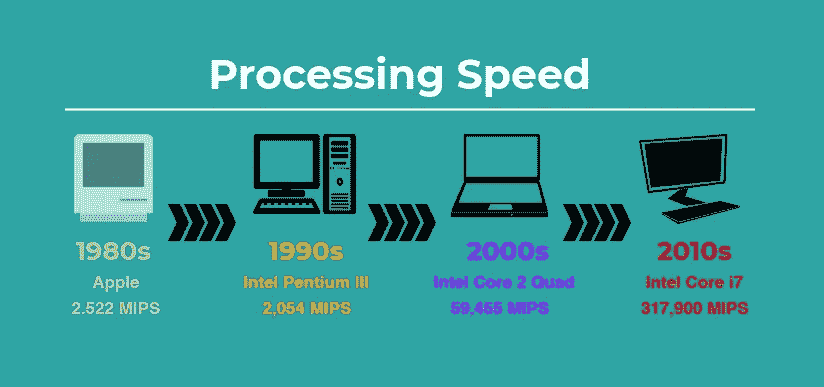 Processing Speed
1980s
Apple
2.522 MIPS
1990s
Intel Pentium III
2,054 MIPS
2000s
Intel Core 2 Quad
59,455 MIPS
2010s
Intel Core i7
317,900 MIPS